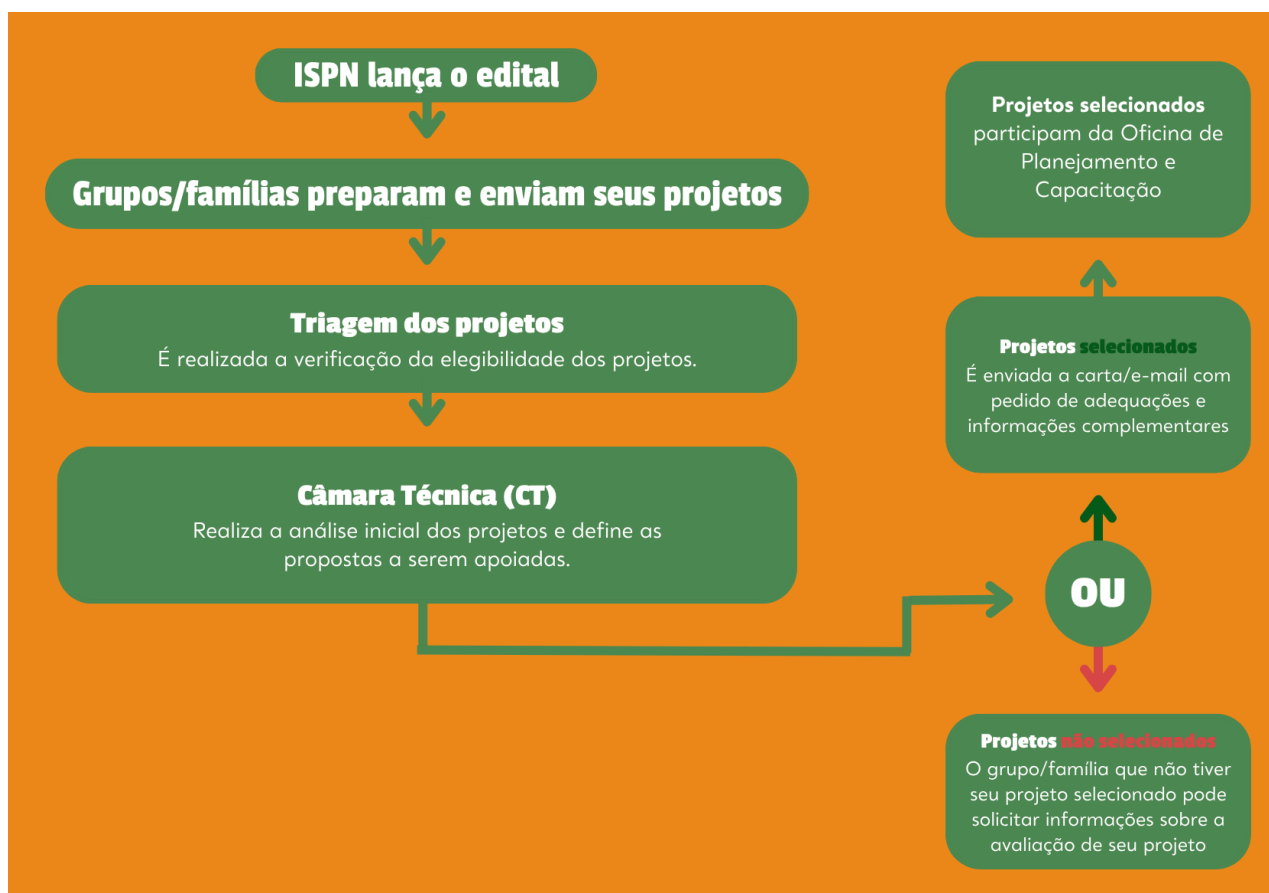 ISPN lança o edital
Grupos/famílias preparam e enviam seus projetos
Triagem dos projetos
É realizada a verificação da elegibilidade dos projetos.
Câmara Técnica (CT)
Realiza a análise inicial dos projetos e define as
propostas a serem apoiadas.
OU
Projetos selecionados
É enviada a carta/e-mail com
pedido de adequações e
informações complementares
Projetos selecionados
participam da Oficina de
Planejamento e
Capacitação
Projetos não selecionados
O grupo/família que não tiver
seu projeto selecionado pode
solicitar informações sobre a
avaliação de seu projeto